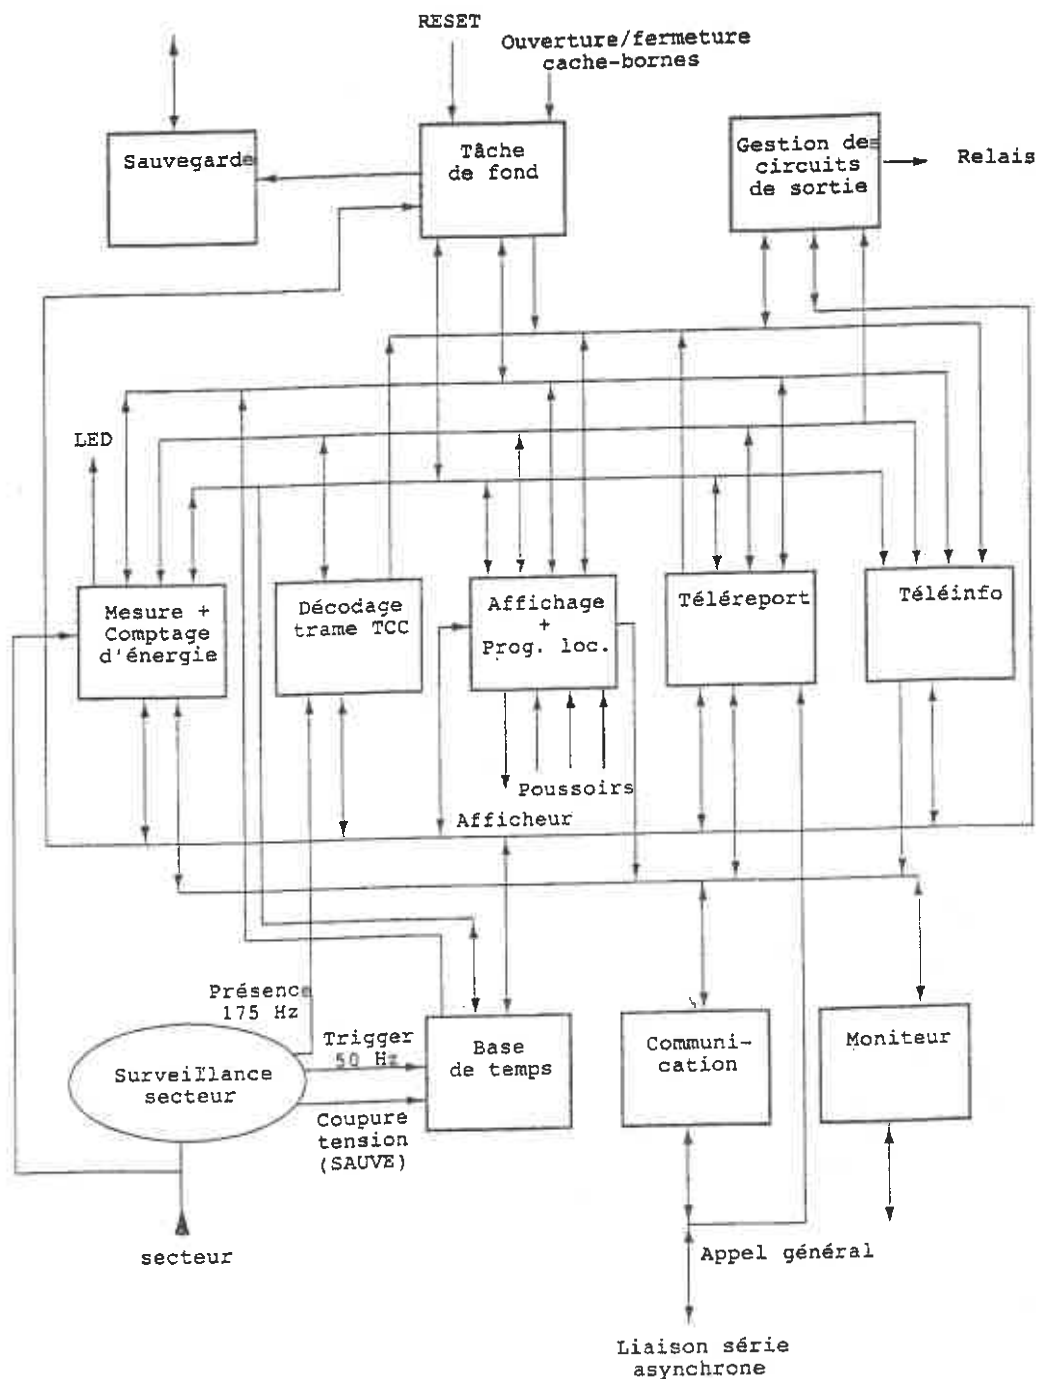 RESET
Ouverture/fermeture
cache-bornes
Sauvegarde
Tâche
de fond
Gestion des
circuits
de sortie
Relais
LED
Mesure +
Comptage
d'énergie
Décodage
trame TCC
Affichage
+
Prog. loc.
Téléreport
Téléinfo
Poussoirs
Afficheur
Présence
175 Hz
Trigger
50 Hz
Surveillance
secteur
Coupure
tension
(SAUVE)
Base
de temps
Communi-
cation
Moniteur
secteur
Appel général
Liaison série
asynchrone